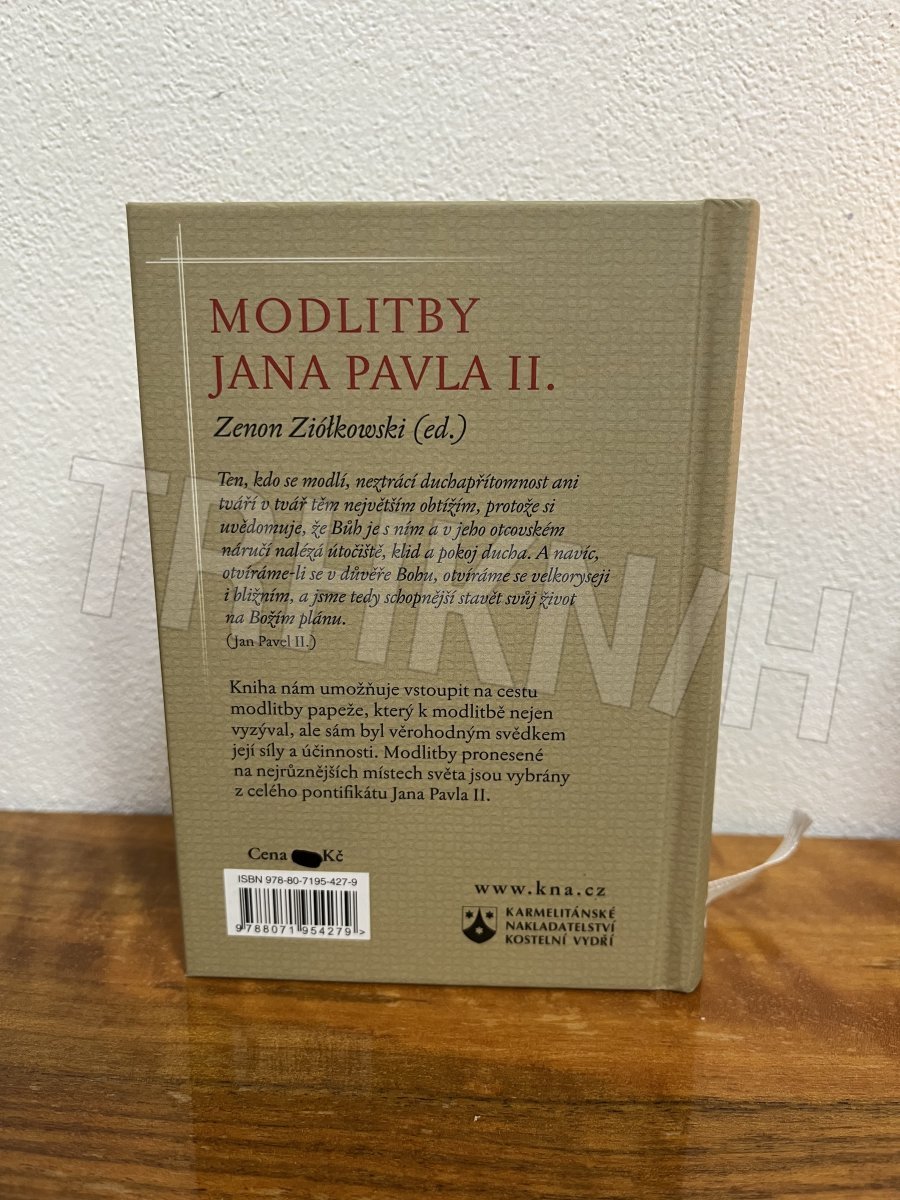 MODLITBY
JANA PAVLA II.
Zenon Ziółkowski (ed.)
Ten, kdo se modlí, neztrácí duchapřítomnost ani
tváří v tvář těm největším obtížím, protože si
uvědomuje, že Bůh je s ním a v jeho otcovském
náručí nalézá útočiště, klid a pokoj ducha. A navíc,
otvíráme-li se v důvěře Bohu, otvíráme se velkoryseji
i bližním, a jsme tedy schopnější stavět svůj život
na Božím plánu.
(Jan Pavel II.)
Kniha nám umožňuje vstoupit na cestu
modlitby papeže, který k modlitbě nejen
vyzýval, ale sám byl věrohodným svědkem
její síly a účinnosti. Modlitby pronesené
na nejrůznějších místech světa jsou vybrány
z celého pontifikátu Jana Pavla II.
Cena Kč
ISBN 978-80-7195-427-9
9788071954279>
www.kna.cz
KARMELITÁNSKÉ
NAKLADATELSTVÍ
KOSTELNÍ VYDŘÍ